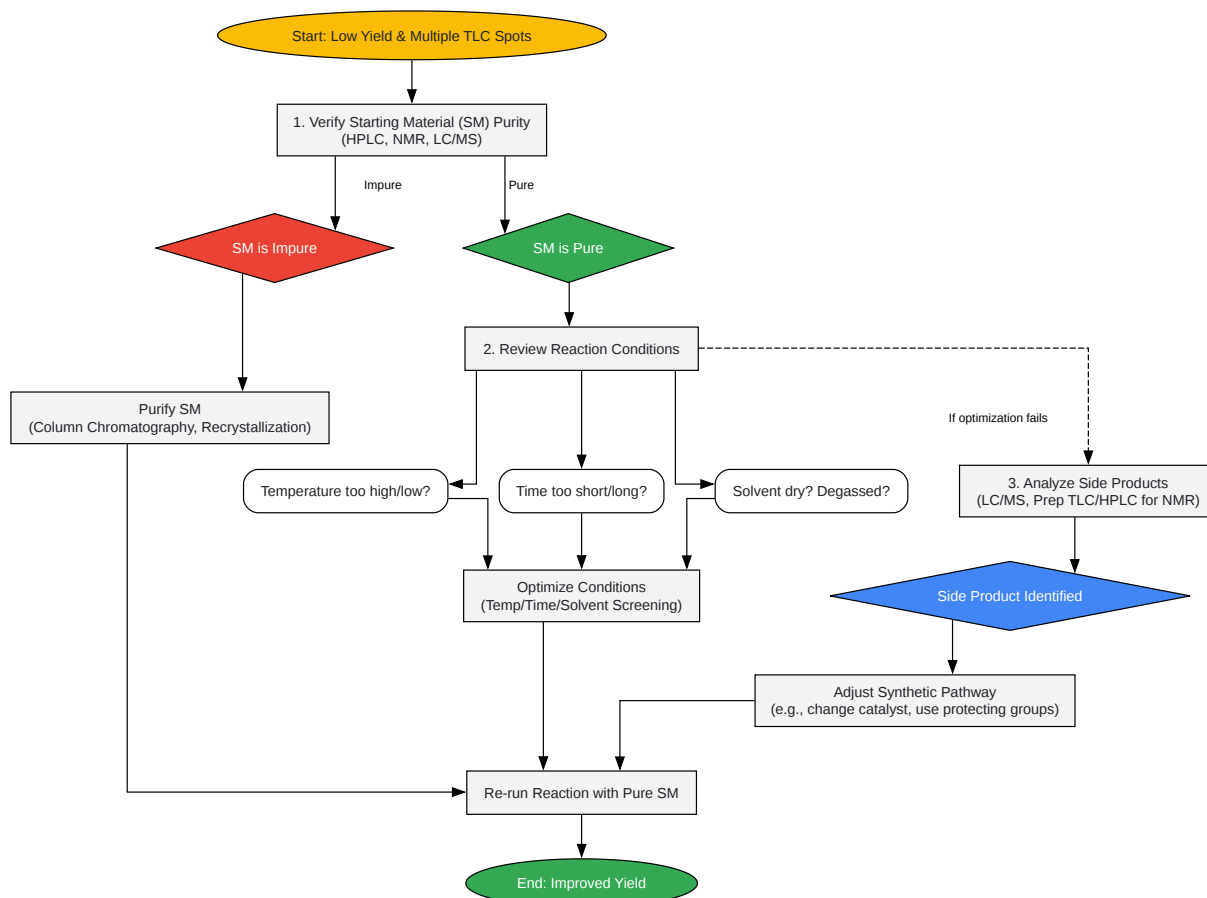 Start: Low Yield & Multiple TLC Spots
1. Verify Starting Material (SM) Purity
(HPLC, NMR, LC/MS)
Impure
Pure
SM is Impure
SM is Pure
2. Review Reaction Conditions
Purify SM
(Column Chromatography, Recrystallization)
If optimization fails
Temperature too high/low?
Time too short/long?
Solvent dry? Degassed?
3. Analyze Side Products
(LC/MS, Prep TLC/HPLC for NMR)
Optimize Conditions
(Temp/Time/Solvent Screening)
Side Product Identified
Adjust Synthetic Pathway
(e.g., change catalyst, use protecting groups)
Re-run Reaction with Pure SM
End: Improved Yield